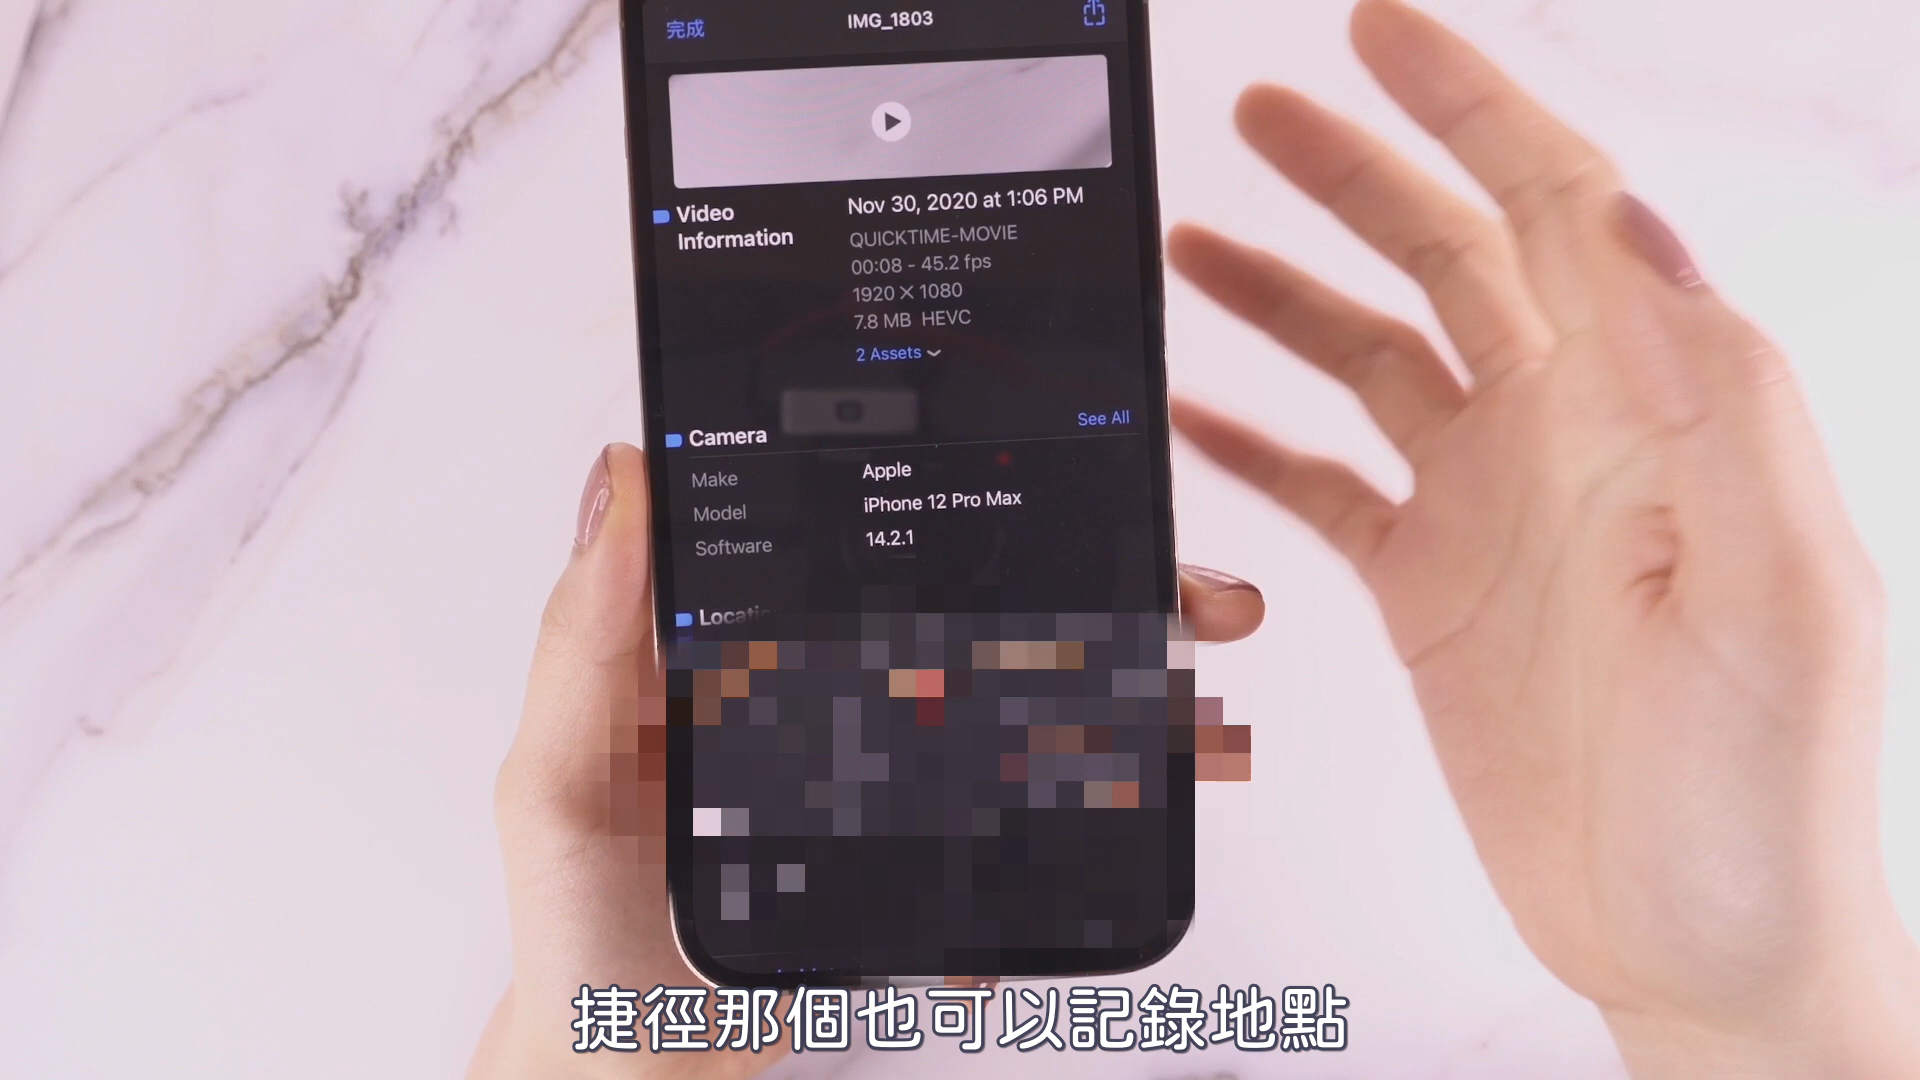 完成
IMG_1803
Video Information
Nov 30, 2020 at 1:06 PM
QUICKTIME-MOVIE
00:08 - 45.2 fps
1920 × 1080
7.8 MB HEVC
2 Assets
Camera
See All
Make
Apple
Model
iPhone 12 Pro Max
Software
14.2.1
捷徑那個也可以記錄地點